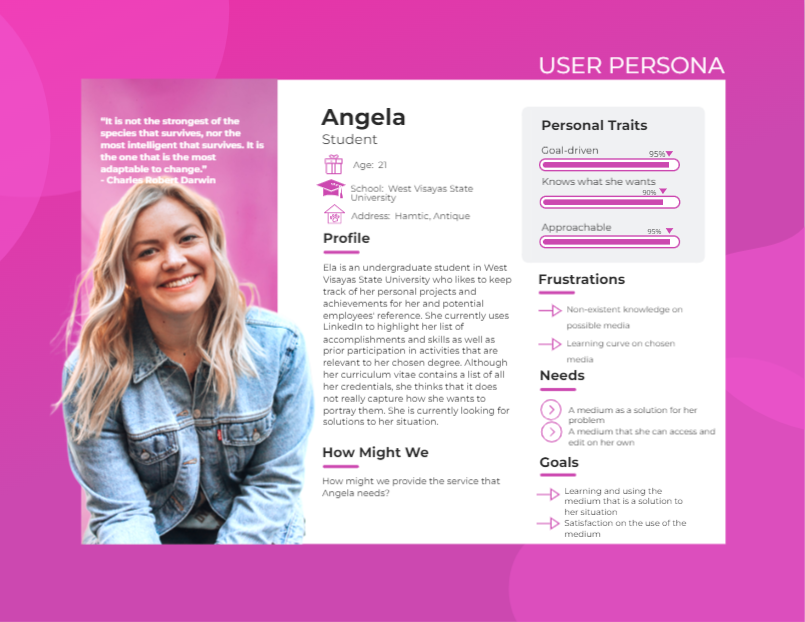 USER PERSONA
“It is not the strongest of the
species that survives, nor the
most intelligent that survives. It is
the one that is the most
adaptable to change.”
- Charles Robert Darwin
Angela
Student
Age: 21
School: West Visayas State
University
Address: Hamtic, Antique
Profile
Ela is an undergraduate student in West
Visayas State University who likes to keep
track of her personal projects and
achievements for her and potential
employees' reference. She currently uses
LinkedIn to highlight her list of
accomplishments and skills as well as
prior participation in activities that are
relevant to her chosen degree. Although
her curriculum vitae contains a list of all
her credentials, she thinks that it does
not really capture how she wants to
portray them. She is currently looking for
solutions to her situation.
How Might We
How might we provide the service that
Angela needs?
Personal Traits
Goal-driven
95%
Knows what she wants
90%
Approachable
95%
Frustrations
Non-existent knowledge on
possible media
Learning curve on chosen
media
Needs
A medium as a solution for her
problem
A medium that she can access and
edit on her own
Goals
Learning and using the
medium that is a solution to
her situation
Satisfaction on the use of the
medium